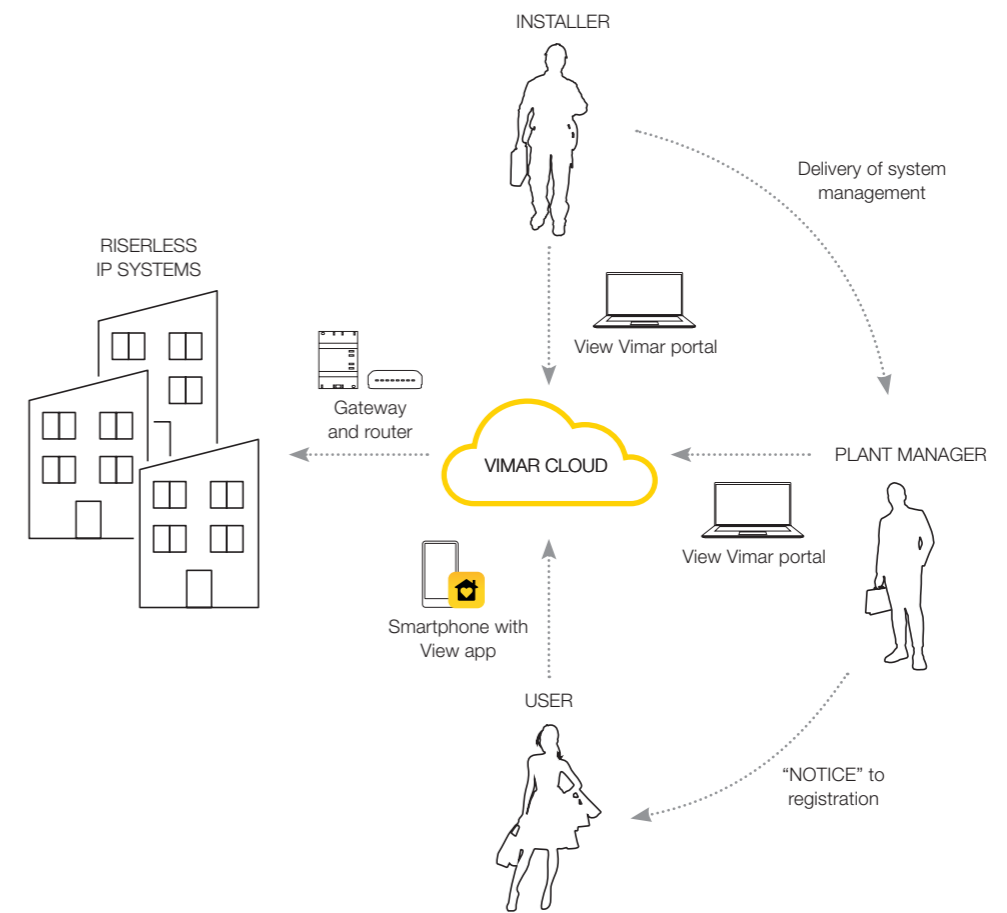 INSTALLER
Delivery of system
management
RISERLESS
IP SYSTEMS
View Vimar portal
Gateway
and router
VIMAR CLOUD
PLANT MANAGER
View Vimar portal
Smartphone with
View app
USER
“NOTICE” to
registration